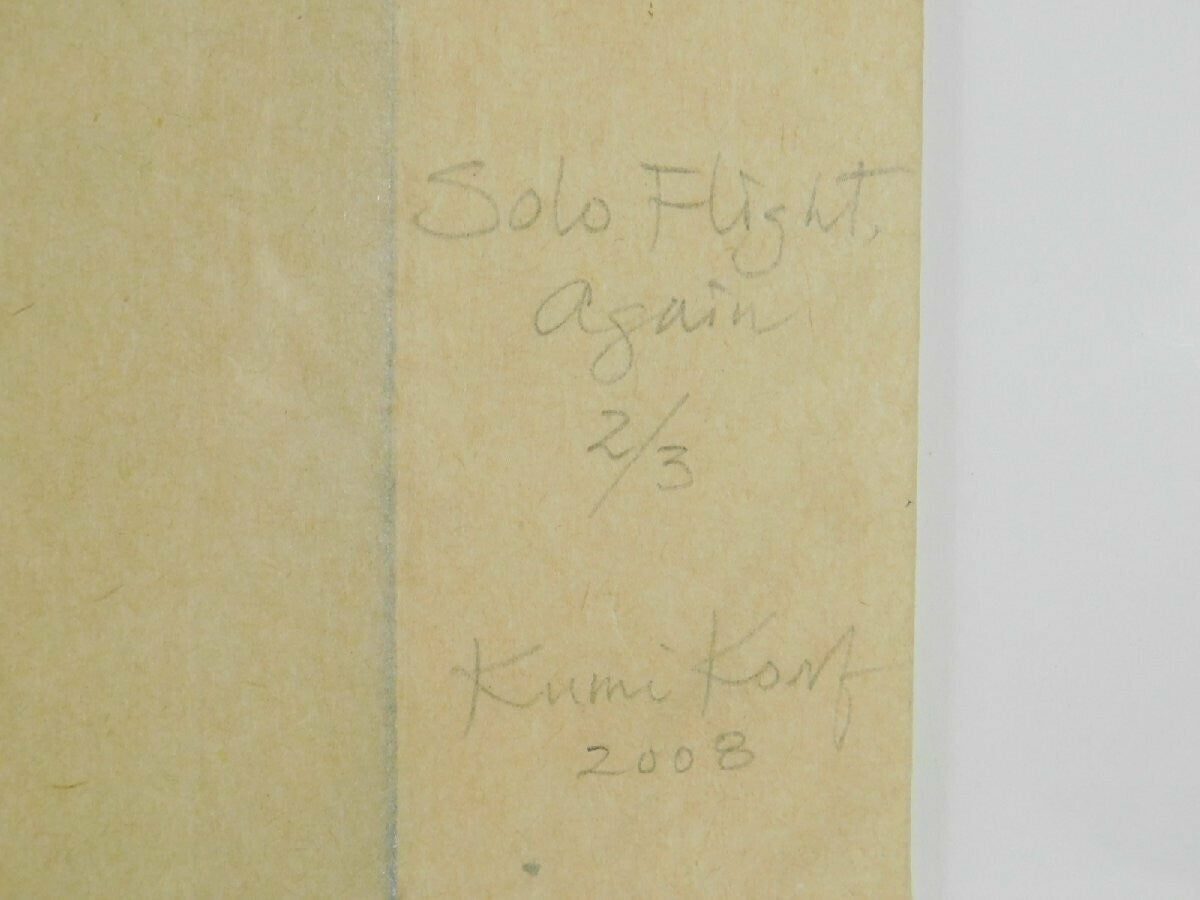 Solo Flight,
Again
2/3
Kumi Korf
2008